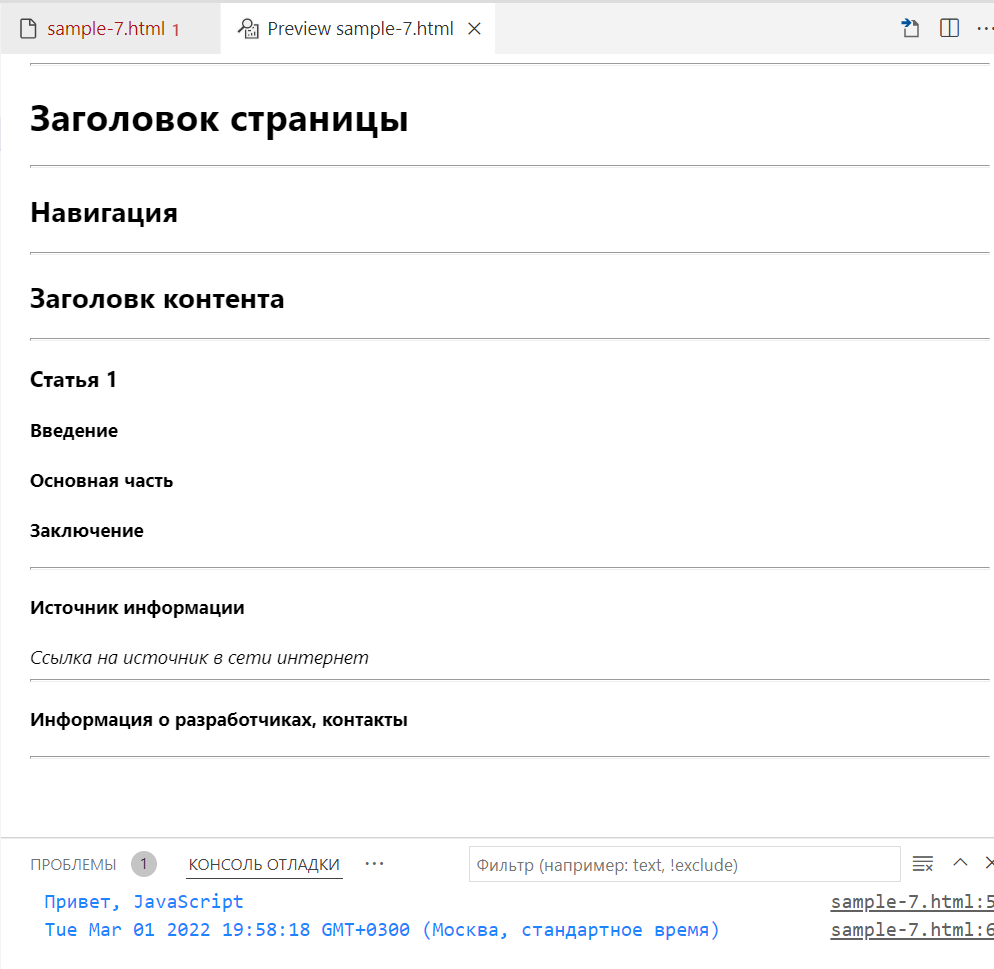 sample-7.html 1 Preview sample-7.html
Заголовок страницы
Навигация
Заголовк контента
Статья 1
Введение
Основная часть
Заключение
Источник информации
Ссылка на источник в сети интернет
Информация о разработчиках, контакты
ПРОБЛЕМЫ 1 КОНСОЛЬ ОТЛАДКИ ··· Фильтр (например: text, !exclude)
Привет, JavaScript sample-7.html:5
Tue Mar 01 2022 19:58:18 GMT+0300 (Москва, стандартное время) sample-7.html:6